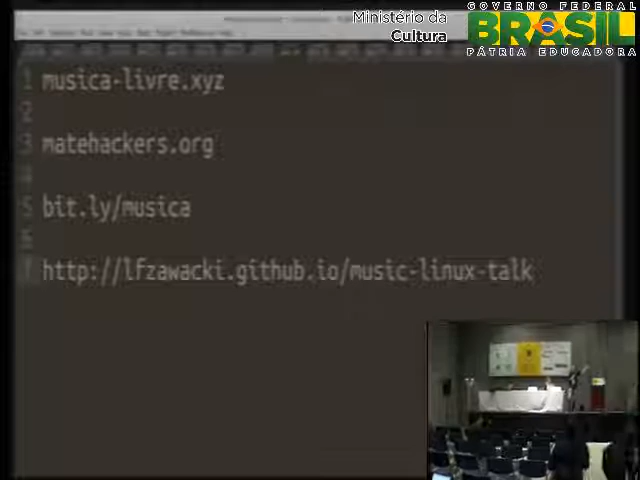 Ministério da
Cultura
GOVERNO FEDERAL
BRASIL
PÁTRIA EDUCADORA
1 musica-livre.xyz
2
3 matehackers.org
4
5 bit.ly/musica
6
7 http://lfzawacki.github.io/music-linux-talk